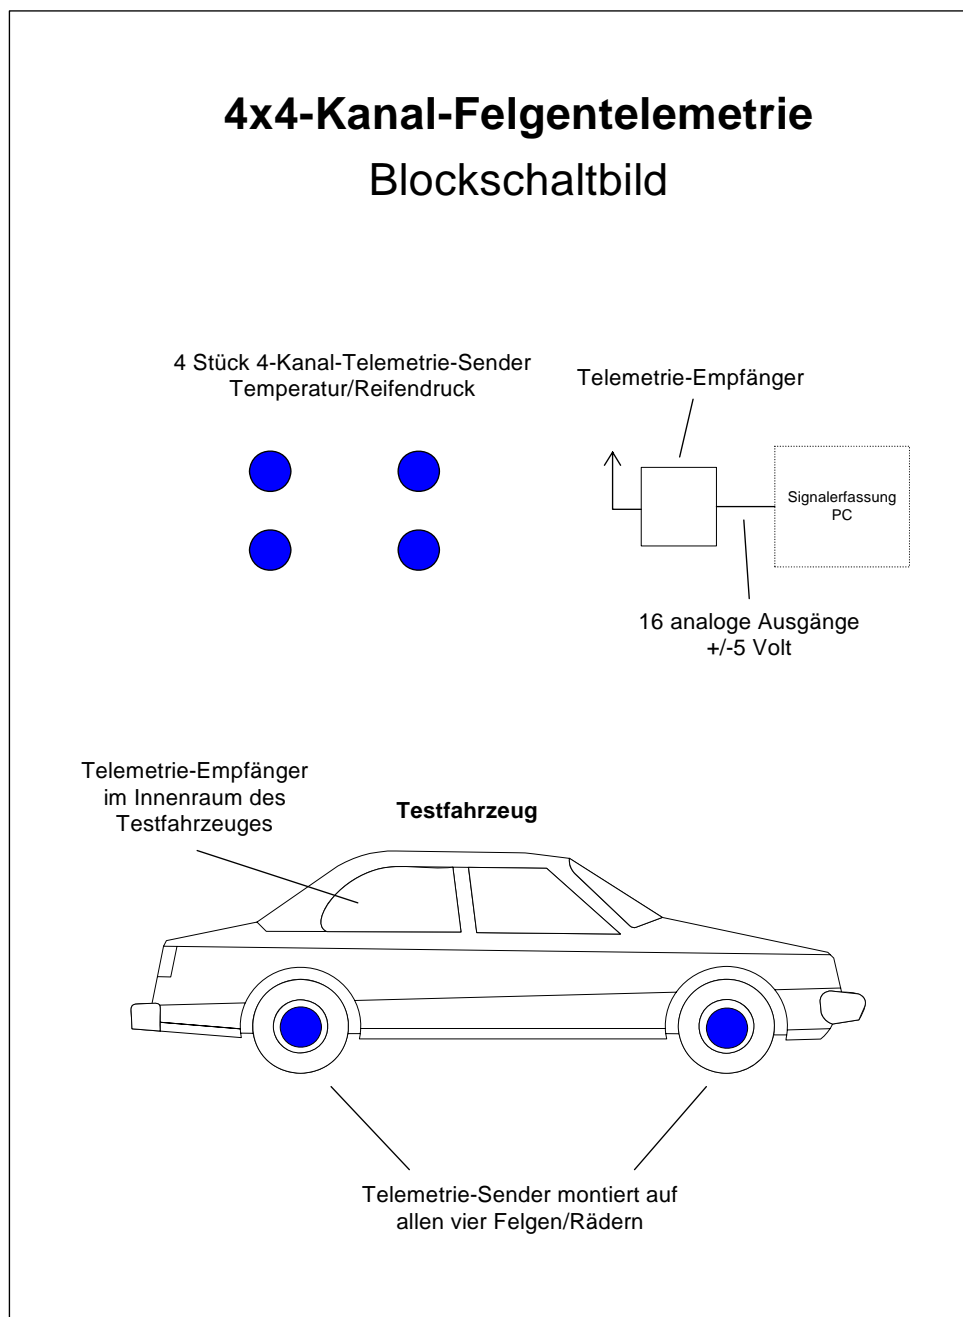 4x4-Kanal-Felgentelemetrie
Blockschaltbild
4 Stück 4-Kanal-Telemetrie-Sender
Temperatur/Reifendruck
Telemetrie-Empfänger
Signalerfassung
PC
16 analoge Ausgänge
+/-5 Volt
Telemetrie-Empfänger
im Innenraum des
Testfahrzeuges
Testfahrzeug
Telemetrie-Sender montiert auf
allen vier Felgen/Rädern